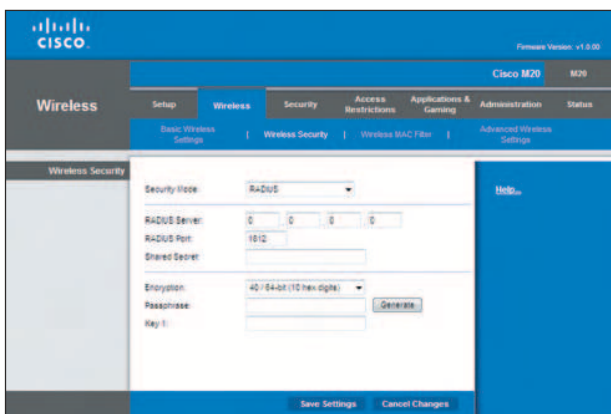 CISCO
Firmware Version: v1.0.00
Cisco M20 M20
Wireless
Setup Wireless Security Access Restrictions Applications & Gaming Administration Status
Basic Wireless Settings | Wireless Security | Wireless MAC Filter | Advanced Wireless Settings
Wireless Security
Security Mode: RADIUS
Help...
RADIUS Server: 0 . 0 . 0 . 0
RADIUS Port: 1812
Shared Secret:
Encryption: 40 / 64-bit (10 hex digits)
Passphrase: Generate
Key 1:
Save Settings Cancel Changes